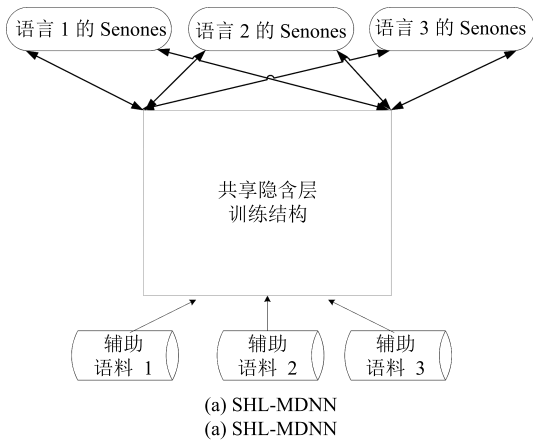 语言 1 的 Senones
语言 2 的 Senones
语言 3 的 Senones
共享隐含层
训练结构
辅助
语料 1
辅助
语料 2
辅助
语料 3
(a) SHL-MDNN
(a) SHL-MDNN